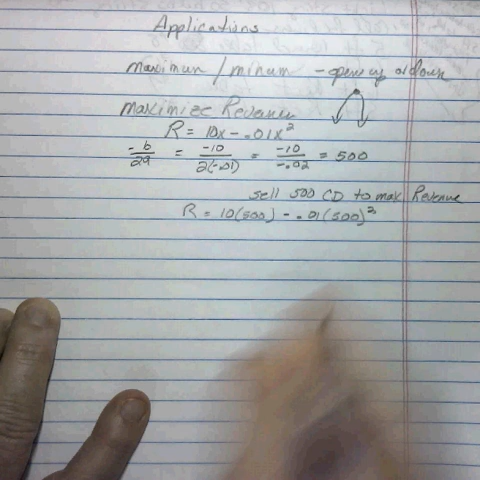 Applications
maximum / minum - opens up or down
maximize Revenue
R = 10x - .01x²
-b/2a = -10/2(-.01) = -10/-.02 = 500
sell 500 CD to max Revenue
R = 10(500) - .01(500)²